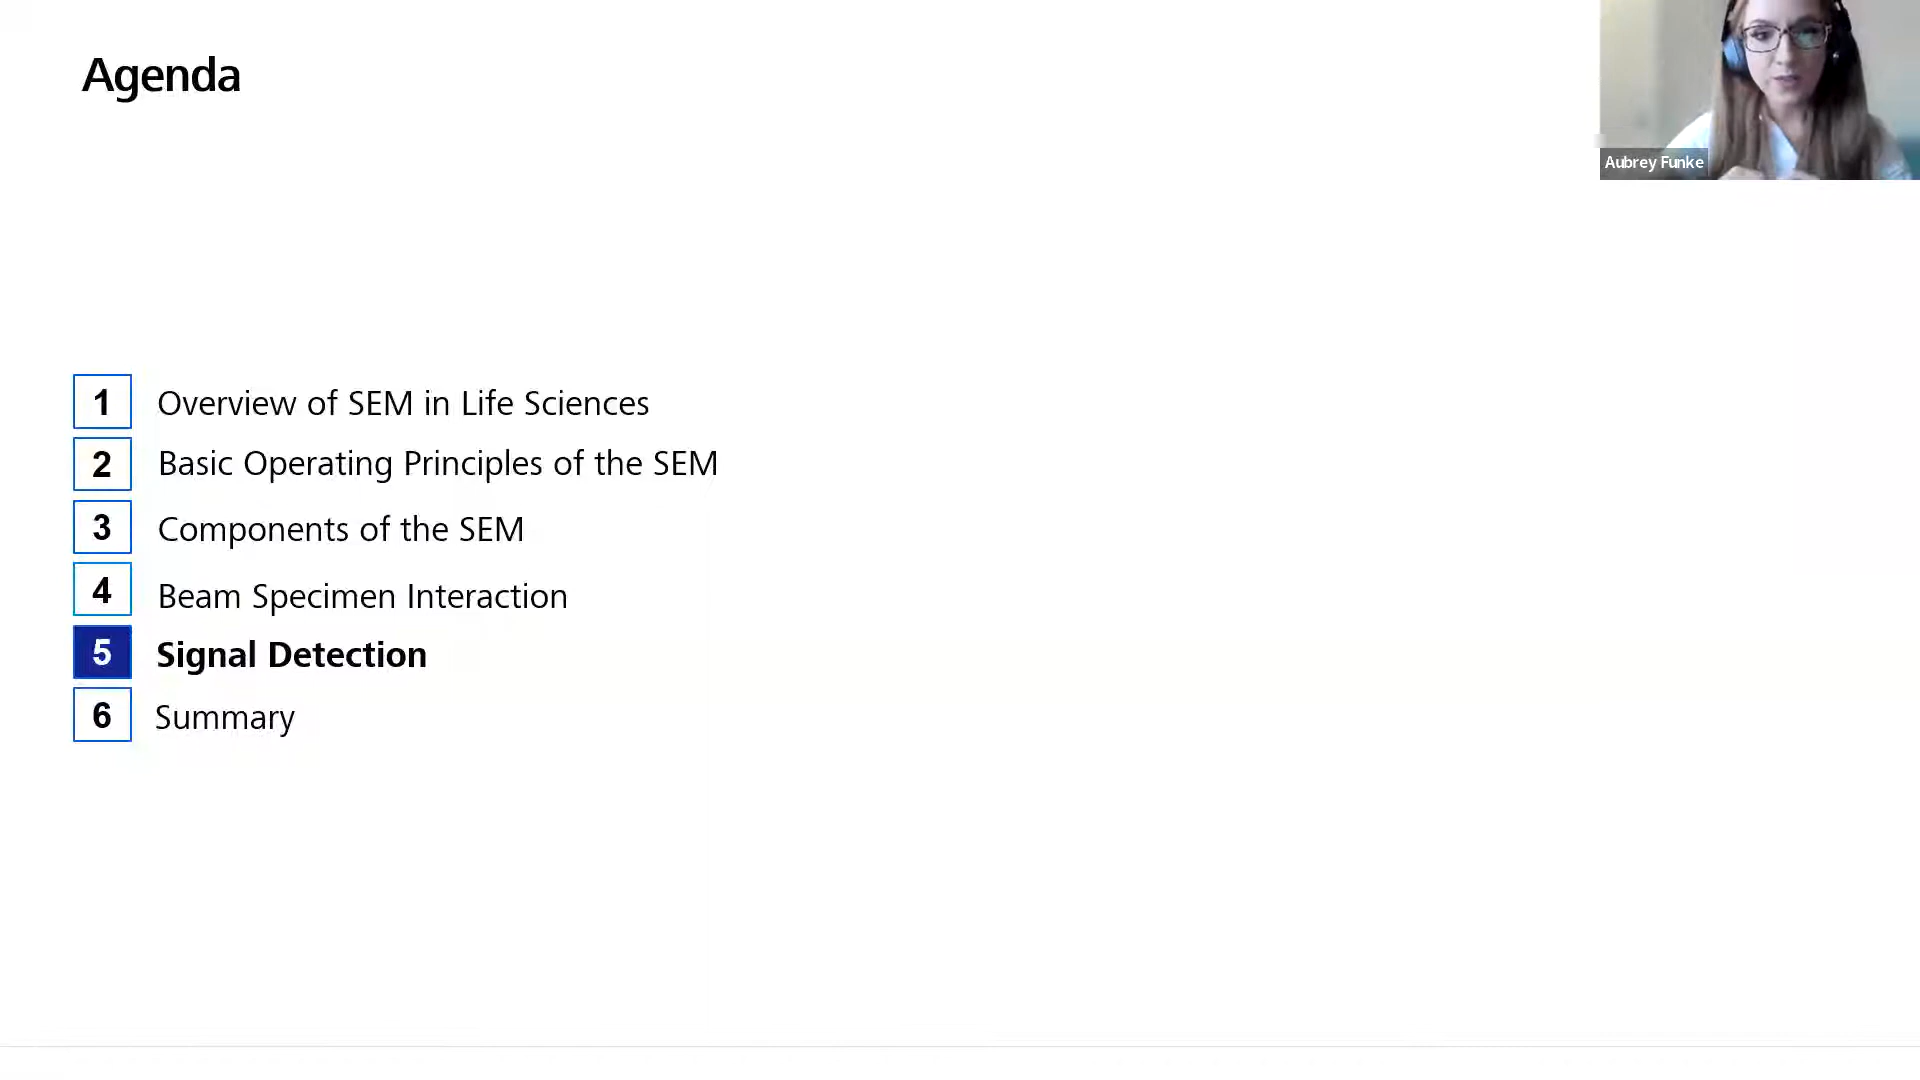 Agenda
Aubrey Funke
1 Overview of SEM in Life Sciences
2 Basic Operating Principles of the SEM
3 Components of the SEM
4 Beam Specimen Interaction
5 Signal Detection
6 Summary